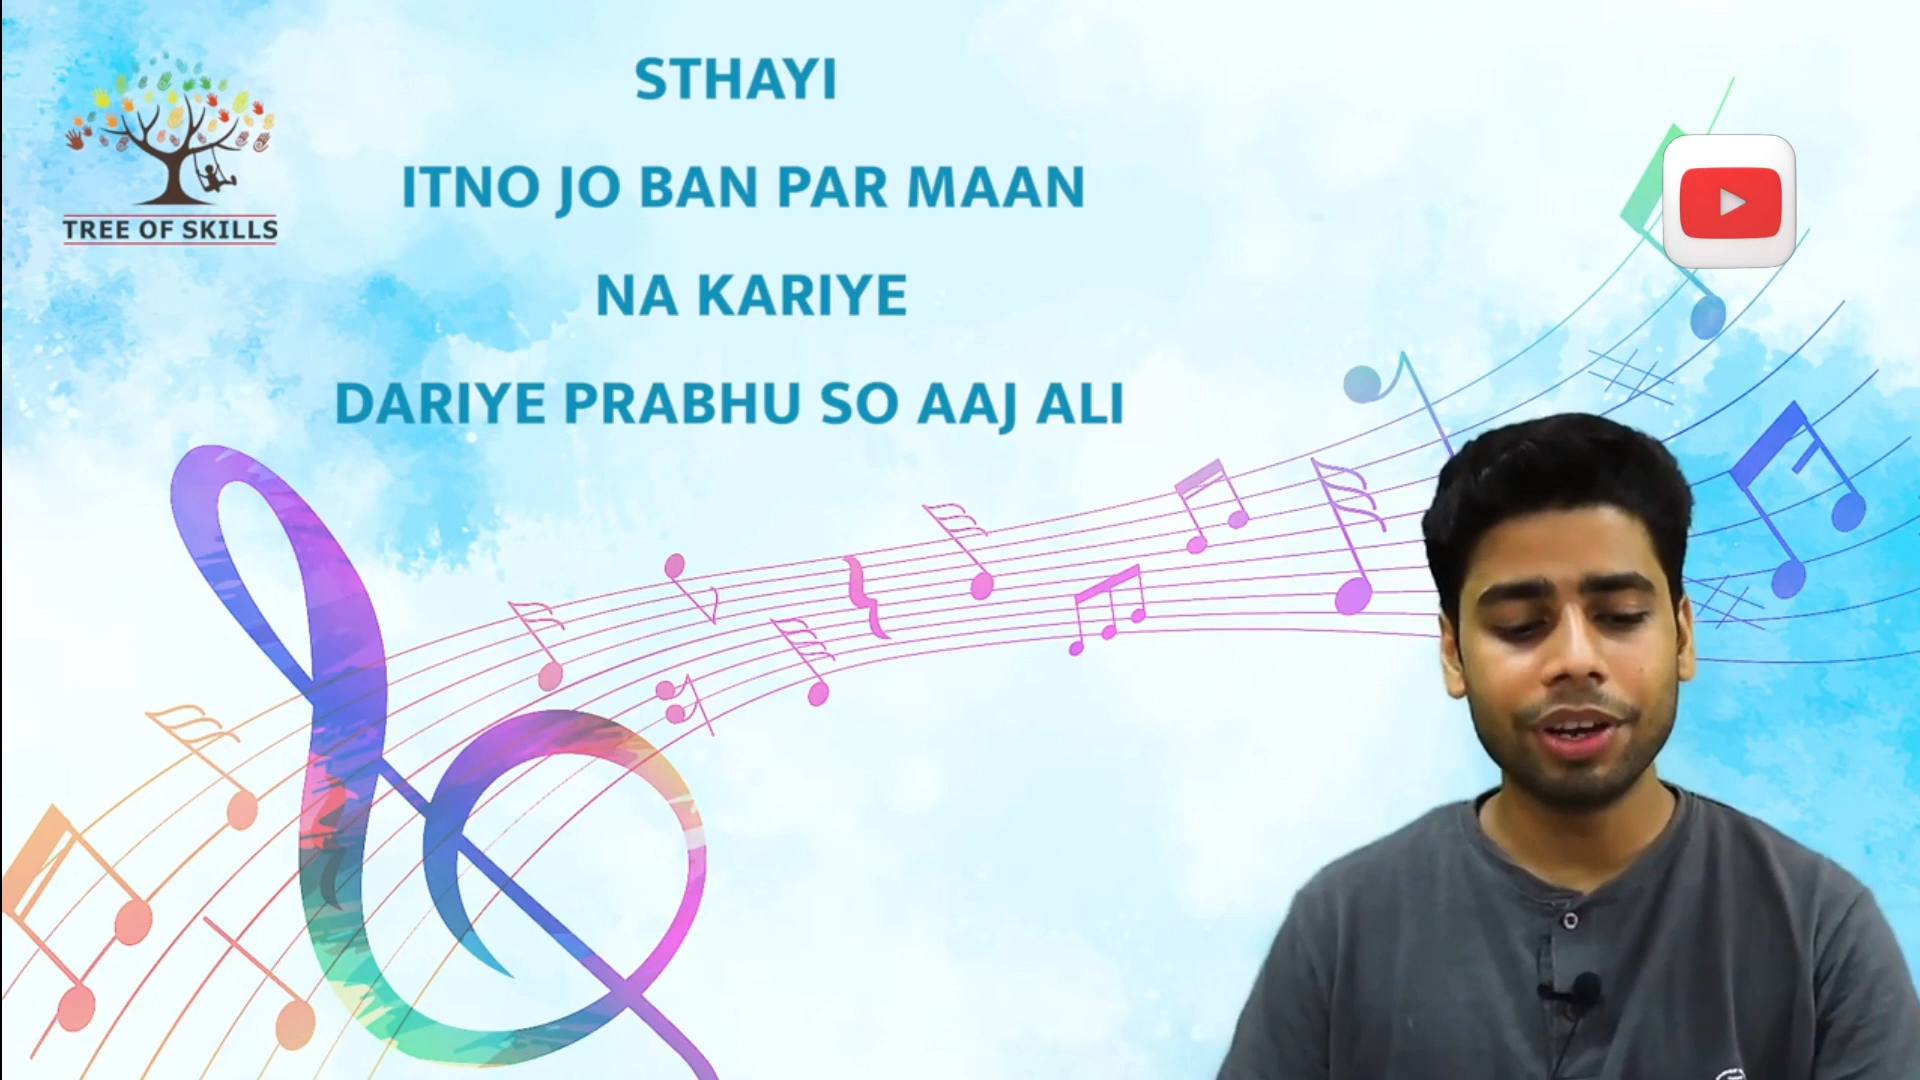 STHAYI
ITNO JO BAN PAR MAAN
NA KARIYE
DARIYE PRABHU SO AAJ ALI
TREE OF SKILLS